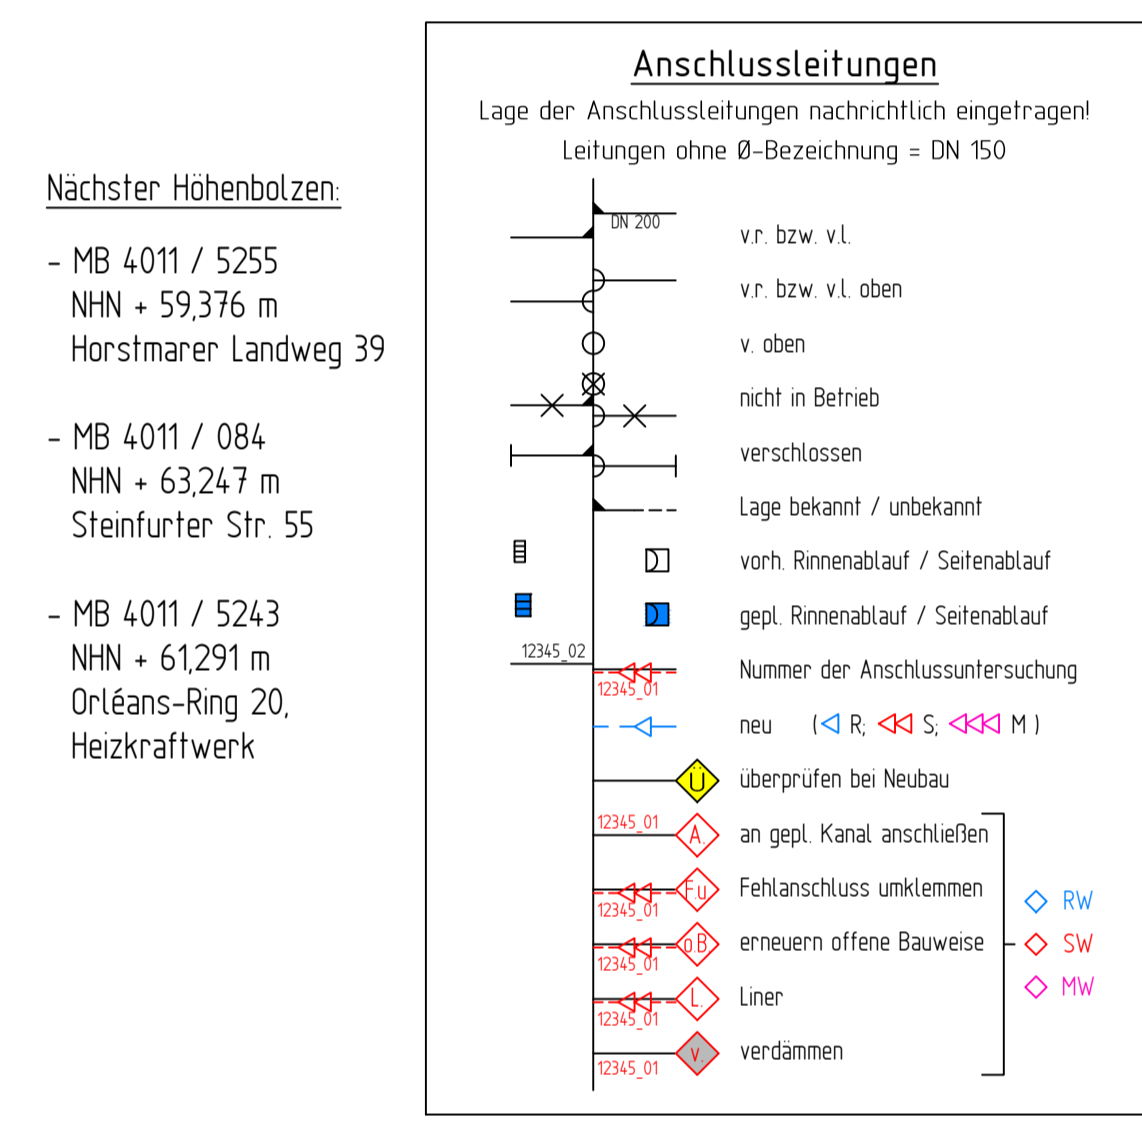 Nächster Höhenbolzen:
- MB 4011 / 5255
NHN + 59,376 m
Horstmarer Landweg 39
- MB 4011 / 084
NHN + 63,247 m
Steinfurter Str. 55
- MB 4011 / 5243
NHN + 61,291 m
Orléans-Ring 20,
Heizkraftwerk
Anschlussleitungen
Lage der Anschlussleitungen nachrichtlich eingetragen!
Leitungen ohne Ø-Bezeichnung = DN 150
DN 200
v.r. bzw. v.l.
v.r. bzw. v.l. oben
v. oben
nicht in Betrieb
verschlossen
Lage bekannt / unbekannt
vorh. Rinnenablauf / Seitenablauf
gepl. Rinnenablauf / Seitenablauf
12345_02
12345_01
Nummer der Anschlussuntersuchung
neu ( R; S; M )
Ü überprüfen bei Neubau
12345_01 A. an gepl. Kanal anschließen
12345_01 F.u. Fehlanschluss umklemmen
12345_01 o.B erneuern offene Bauweise
12345_01 L. Liner
12345_01 v. verdämmen
RW
SW
MW